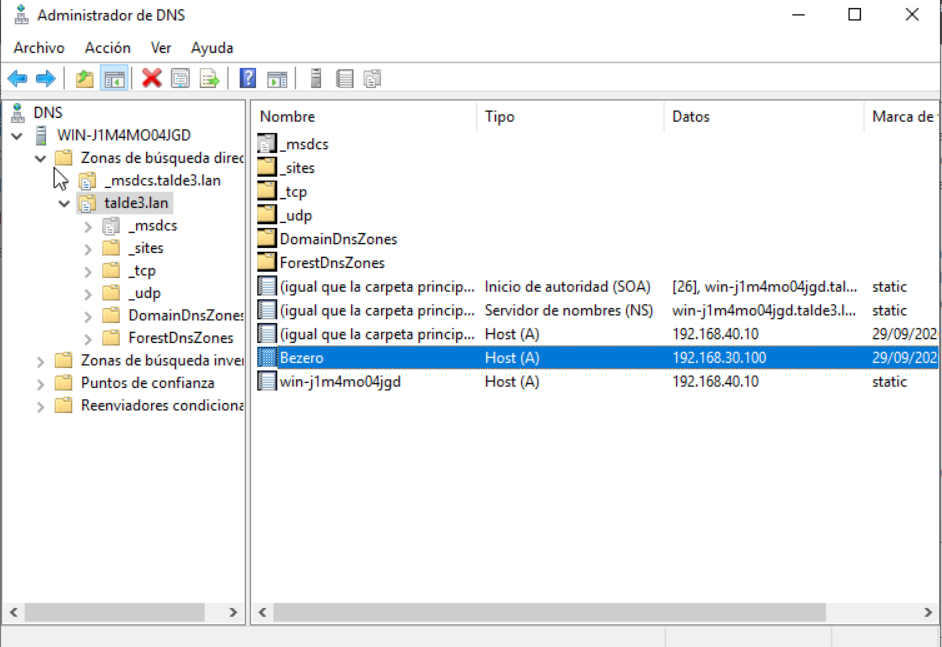 Administrador de DNS
Archivo Acción Ver Ayuda
DNS
WIN-J1M4MO04JGD
Zonas de búsqueda direc
_msdcs.talde3.lan
talde3.lan
_msdcs
_sites
_tcp
_udp
DomainDnsZones
ForestDnsZones
Zonas de búsqueda inver
Puntos de confianza
Reenviadores condiciona
Nombre Tipo Datos Marca de
_msdcs
_sites
_tcp
_udp
DomainDnsZones
ForestDnsZones
(igual que la carpeta princip... Inicio de autoridad (SOA) [26], win-j1m4mo04jgd.tal... static
(igual que la carpeta princip... Servidor de nombres (NS) win-j1m4mo04jgd.talde3.l... static
(igual que la carpeta princip... Host (A) 192.168.40.10 29/09/202
Bezero Host (A) 192.168.30.100 29/09/202
win-j1m4mo04jgd Host (A) 192.168.40.10 static